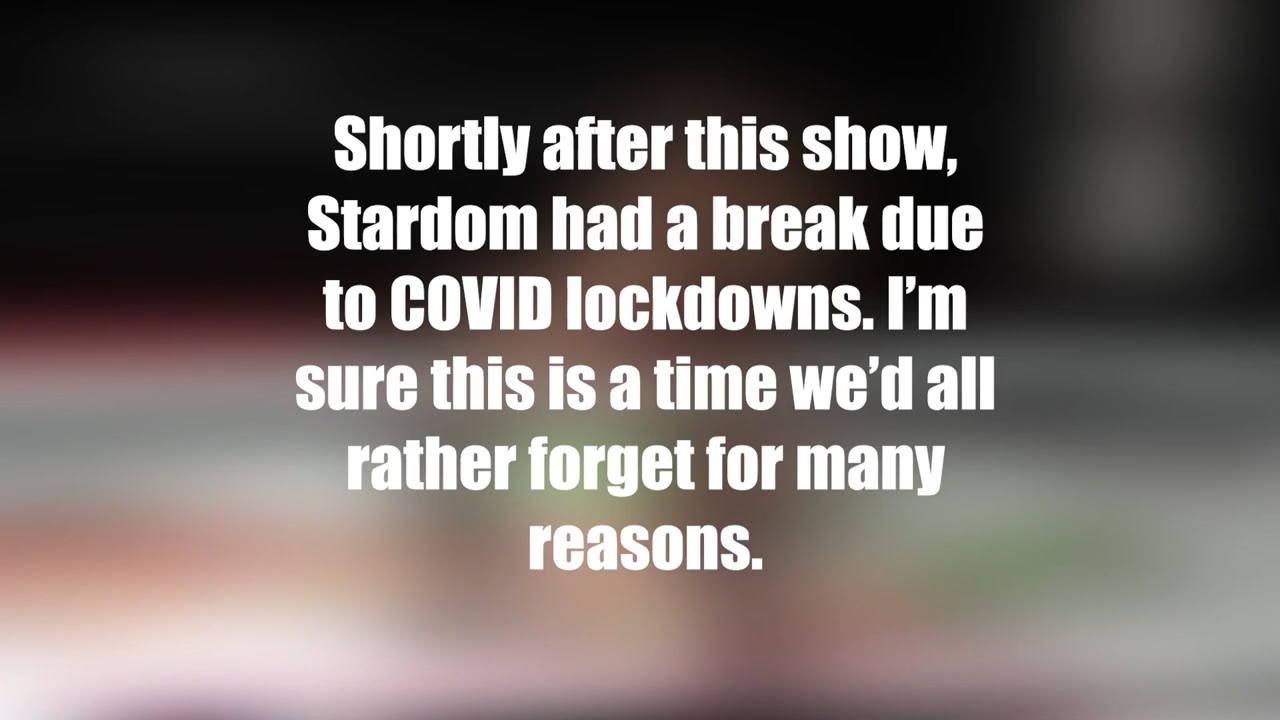 Shortly after this show,
Stardom had a break due
to COVID lockdowns. I’m
sure this is a time we’d all
rather forget for many
reasons.